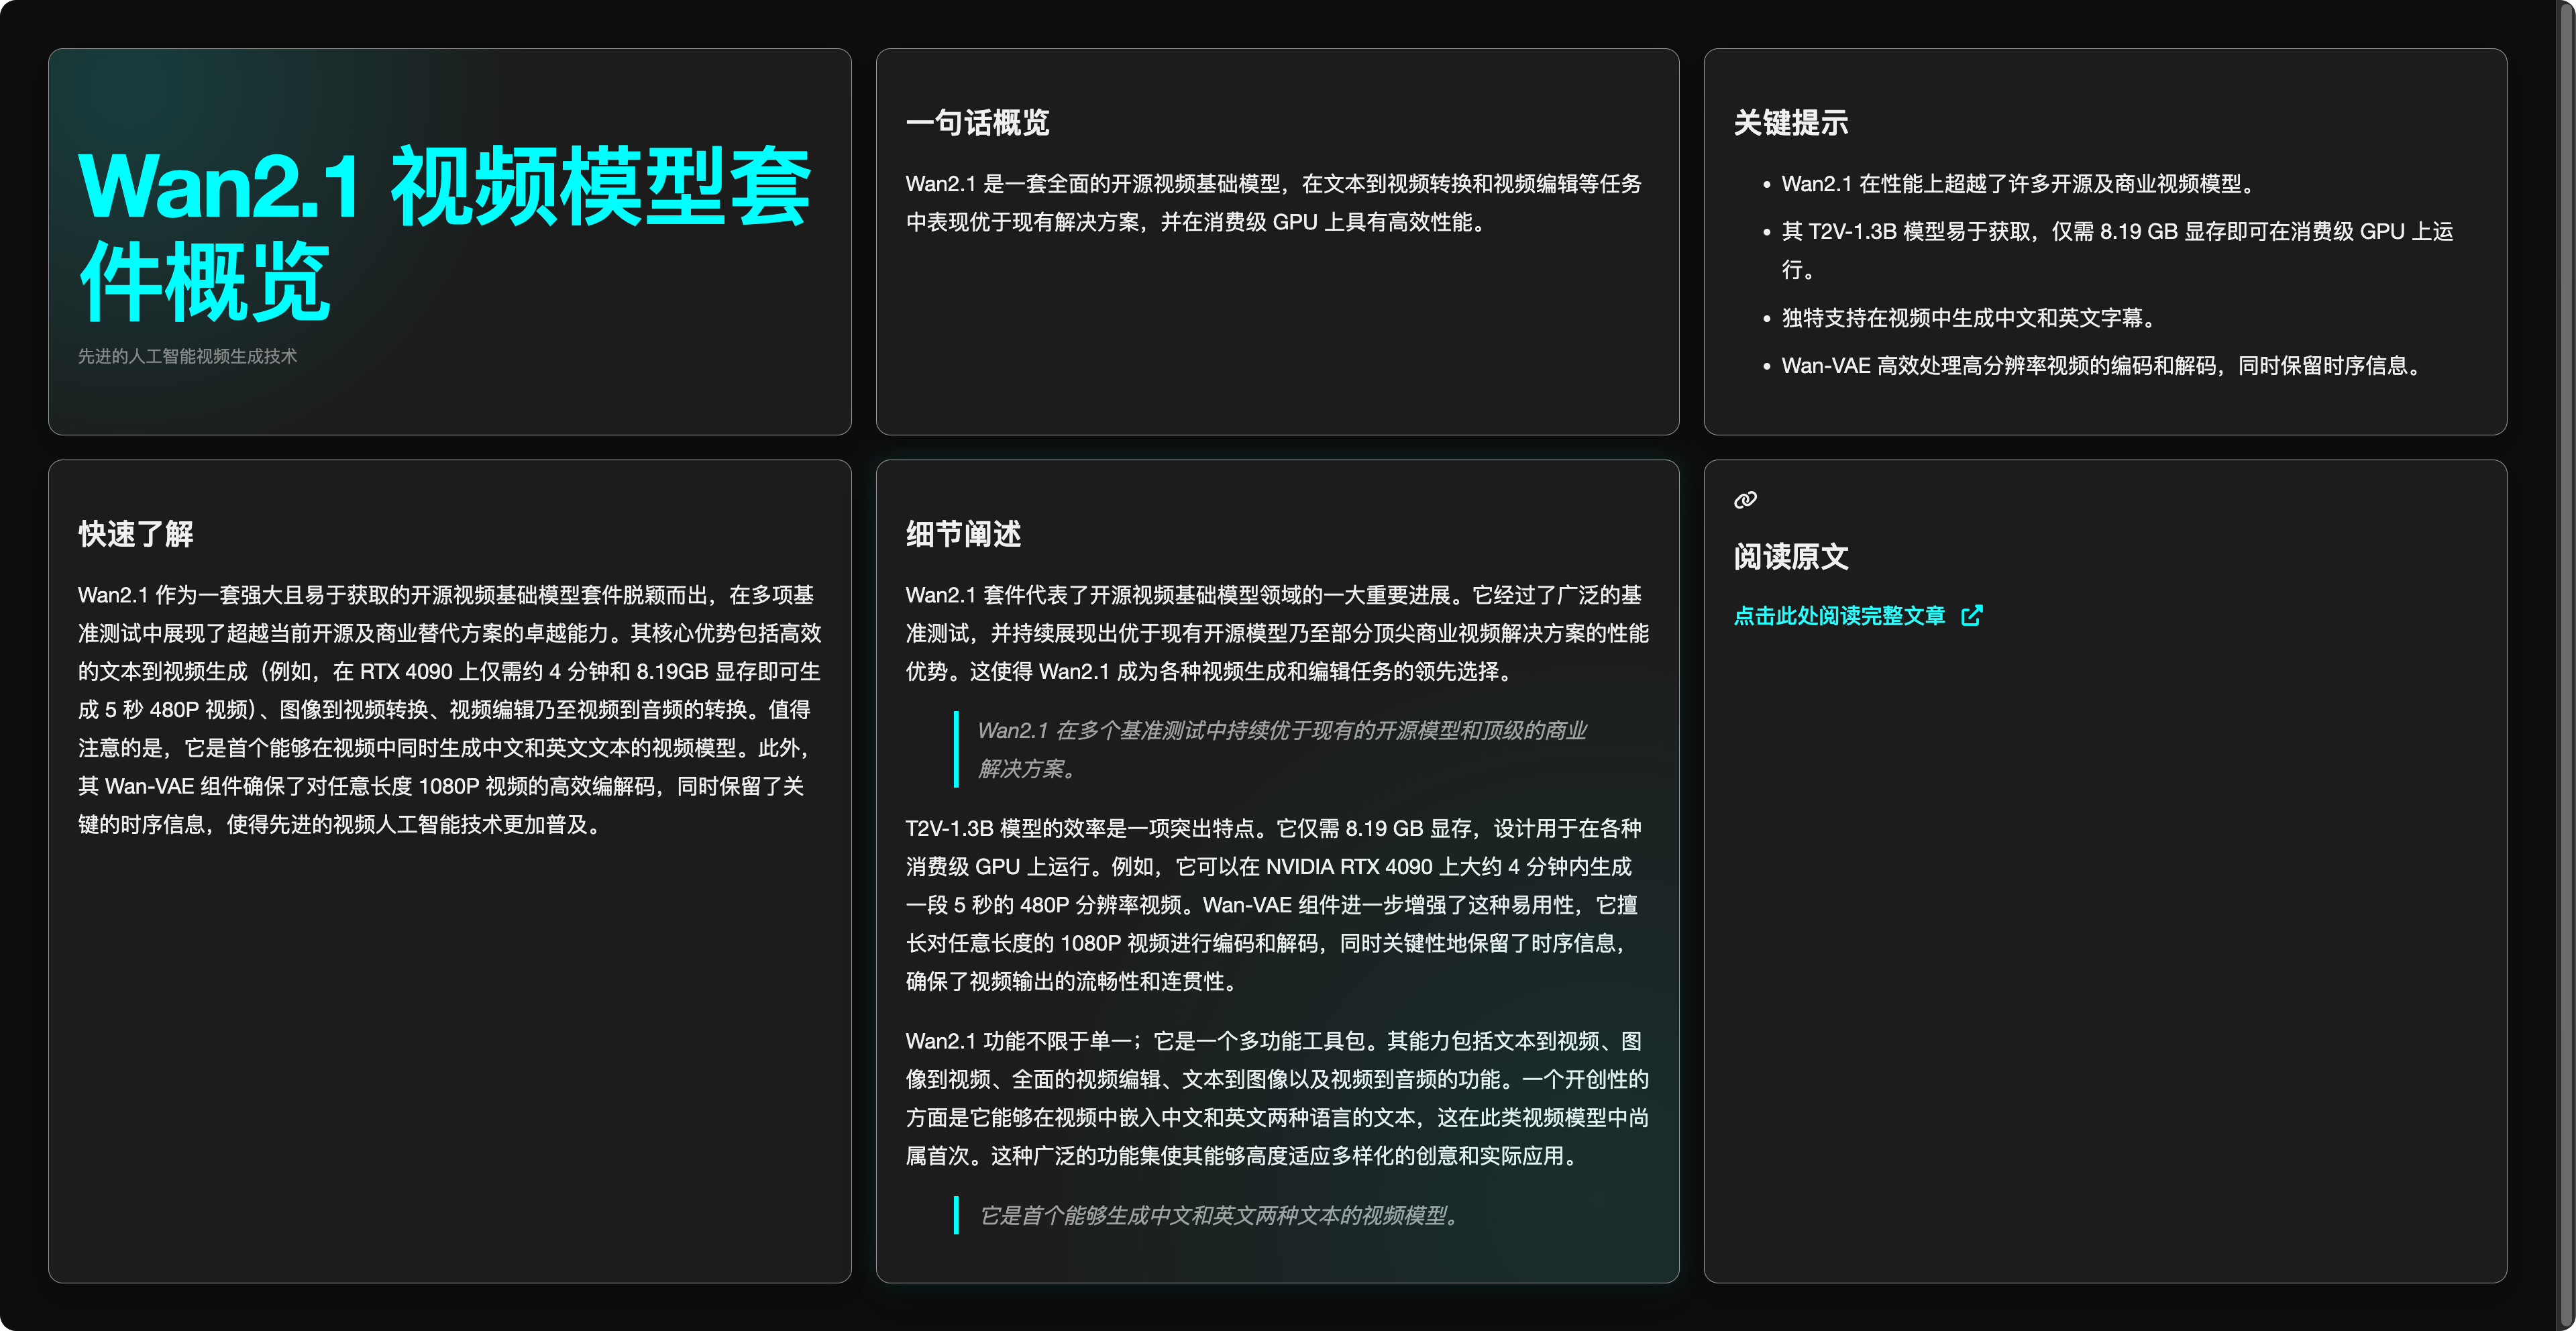 Wan2.1 视频模型套
件概览
先进的人工智能视频生成技术
一句话概览
Wan2.1 是一套全面的开源视频基础模型，在文本到视频转换和视频编辑等任务
中表现优于现有解决方案，并在消费级 GPU 上具有高效性能。
关键提示
• Wan2.1 在性能上超越了许多开源及商业视频模型。
• 其 T2V-1.3B 模型易于获取，仅需 8.19 GB 显存即可在消费级 GPU 上运
行。
• 独特支持在视频中生成中文和英文字幕。
• Wan-VAE 高效处理高分辨率视频的编码和解码，同时保留时序信息。
快速了解
Wan2.1 作为一套强大且易于获取的开源视频基础模型套件脱颖而出，在多项基
准测试中展现了超越当前开源及商业替代方案的卓越能力。其核心优势包括高效
的文本到视频生成（例如，在 RTX 4090 上仅需约 4 分钟和 8.19GB 显存即可生
成 5 秒 480P 视频）、图像到视频转换、视频编辑乃至视频到音频的转换。值得
注意的是，它是首个能够在视频中同时生成中文和英文文本的视频模型。此外，
其 Wan-VAE 组件确保了对任意长度 1080P 视频的高效编解码，同时保留了关
键的时序信息，使得先进的视频人工智能技术更加普及。
细节阐述
Wan2.1 套件代表了开源视频基础模型领域的一大重要进展。它经过了广泛的基
准测试，并持续展现出优于现有开源模型乃至部分顶尖商业视频解决方案的性能
优势。这使得 Wan2.1 成为各种视频生成和编辑任务的领先选择。
Wan2.1 在多个基准测试中持续优于现有的开源模型和顶级的商业
解决方案。
T2V-1.3B 模型的效率是一项突出特点。它仅需 8.19 GB 显存，设计用于在各种
消费级 GPU 上运行。例如，它可以在 NVIDIA RTX 4090 上大约 4 分钟内生成
一段 5 秒的 480P 分辨率视频。Wan-VAE 组件进一步增强了这种易用性，它擅
长对任意长度的 1080P 视频进行编码和解码，同时关键性地保留了时序信息，
确保了视频输出的流畅性和连贯性。
Wan2.1 功能不限于单一；它是一个多功能工具包。其能力包括文本到视频、图
像到视频、全面的视频编辑、文本到图像以及视频到音频的功能。一个开创性的
方面是它能够在视频中嵌入中文和英文两种语言的文本，这在此类视频模型中尚
属首次。这种广泛的功能集使其能够高度适应多样化的创意和实际应用。
它是首个能够生成中文和英文两种文本的视频模型。
阅读原文
点击此处阅读完整文章